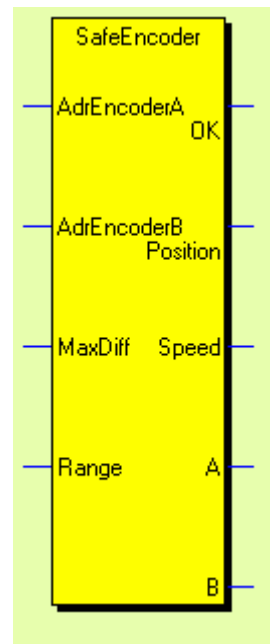 SafeEncoder
AdrEncoderA
OK
AdrEncoderB
Position
MaxDiff Speed
Range A
B